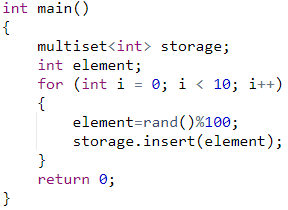 int main()
{
    multiset<int> storage;
    int element;
    for (int i = 0; i < 10; i++)
    {
        element=rand()%100;
        storage.insert(element);
    }
    return 0;
}